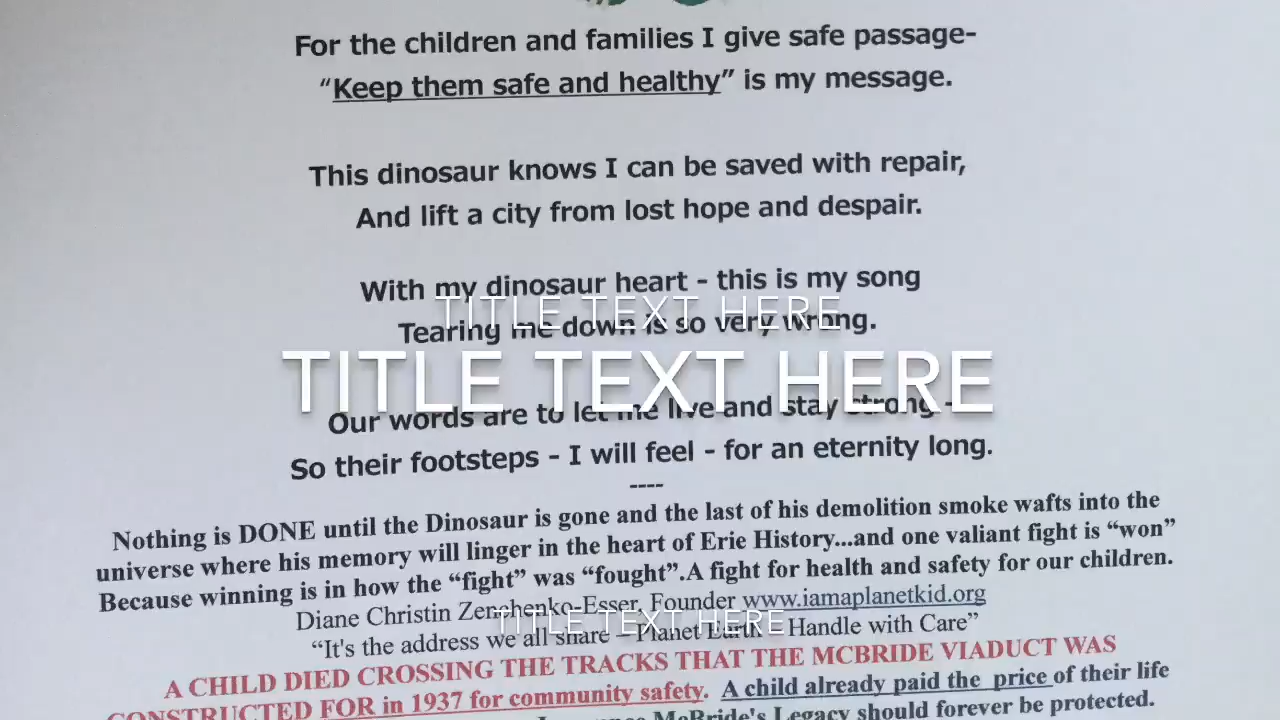 For the children and families I give safe passage-
“Keep them safe and healthy” is my message.
This dinosaur knows I can be saved with repair,
And lift a city from lost hope and despair.
With my dinosaur heart - this is my song
TITLE TEXT HERE
Tearing me down is so very wrong.
TITLE TEXT HERE
Our words are to let me live and stay strong -
So their footsteps - I will feel - for an eternity long.
----
Nothing is DONE until the Dinosaur is gone and the last of his demolition smoke wafts into the
universe where his memory will linger in the heart of Erie History...and one valiant fight is “won”
Because winning is in how the “fight” was “fought”.A fight for health and safety for our children.
Diane Christin Zenchenko-Esser, Founder www.iamaplanetkid.org
TITLE TEXT HERE
“It's the address we all share – Planet Earth – Handle with Care”
A CHILD DIED CROSSING THE TRACKS THAT THE MCBRIDE VIADUCT WAS
CONSTRUCTED FOR in 1937 for community safety. A child already paid the price of their life
McBride's Legacy should forever be protected.